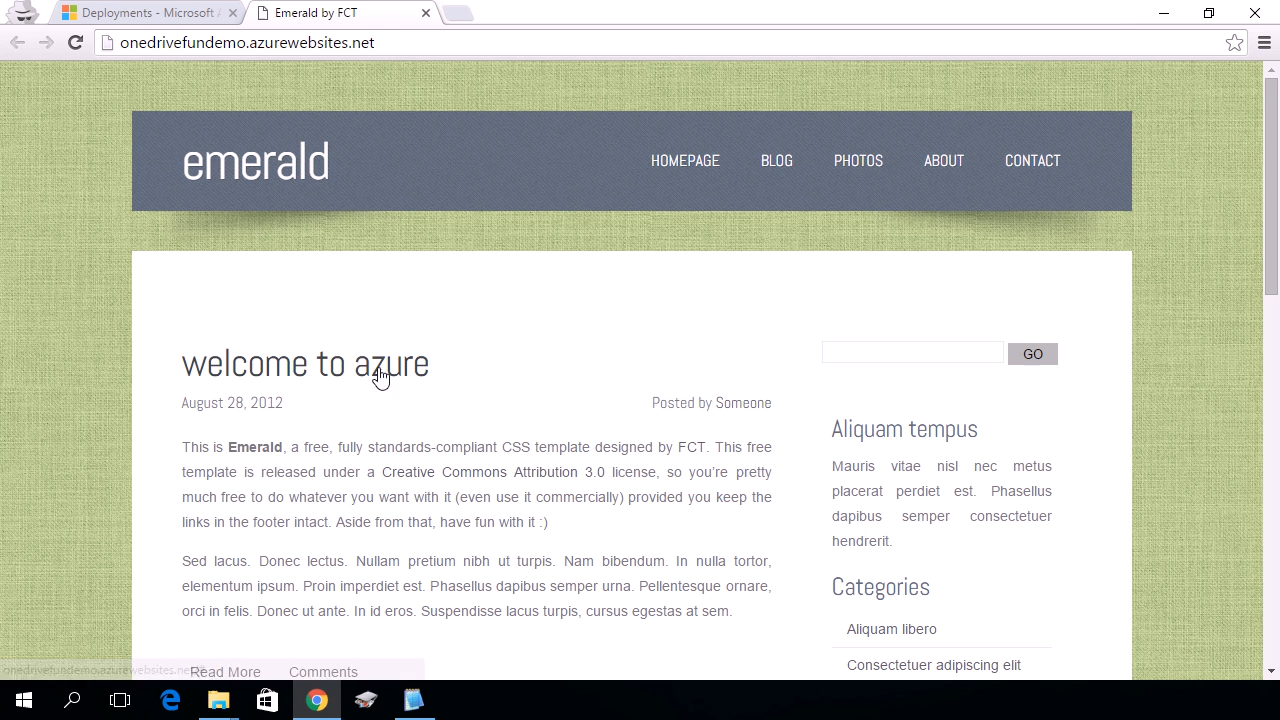 Deployments - Microsoft A
Emerald by FCT
onedrivefundemo.azurewebsites.net
emerald
HOMEPAGE BLOG PHOTOS ABOUT CONTACT
welcome to azure
GO
August 28, 2012
Posted by Someone
This is Emerald, a free, fully standards-compliant CSS template designed by FCT. This free
template is released under a Creative Commons Attribution 3.0 license, so you're pretty
much free to do whatever you want with it (even use it commercially) provided you keep the
links in the footer intact. Aside from that, have fun with it :)
Sed lacus. Donec lectus. Nullam pretium nibh ut turpis. Nam bibendum. In nulla tortor,
elementum ipsum. Proin imperdiet est. Phasellus dapibus semper urna. Pellentesque ornare,
orci in felis. Donec ut ante. In id eros. Suspendisse lacus turpis, cursus egestas at sem.
Read More Comments
Aliquam tempus
Mauris vitae nisl nec metus
placerat perdiet est. Phasellus
dapibus semper consectetuer
hendrerit.
Categories
Aliquam libero
Consectetuer adipiscing elit
onedrivefundemo.azurewebsites.net/#